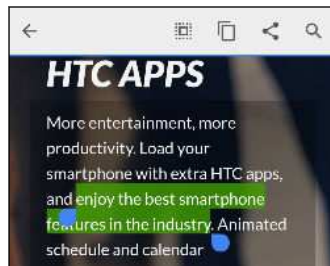 HTC APPS
More entertainment, more
productivity. Load your
smartphone with extra HTC apps,
and enjoy the best smartphone
features in the industry. Animated
schedule and calendar